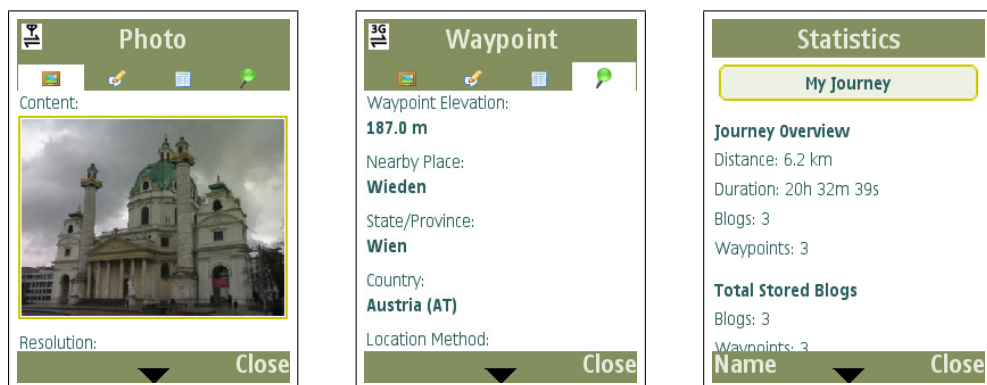 Photo
Content:
Resolution:
Close
3G
Waypoint
Waypoint Elevation:
187.0 m
Nearby Place:
Wieden
State/Province:
Wien
Country:
Austria (AT)
Location Method:
Close
Statistics
My Journey
Journey Overview
Distance: 6.2 km
Duration: 20h 32m 39s
Blogs: 3
Waypoints: 3
Total Stored Blogs
Blogs: 3
Waypoints: 3
Name
Close